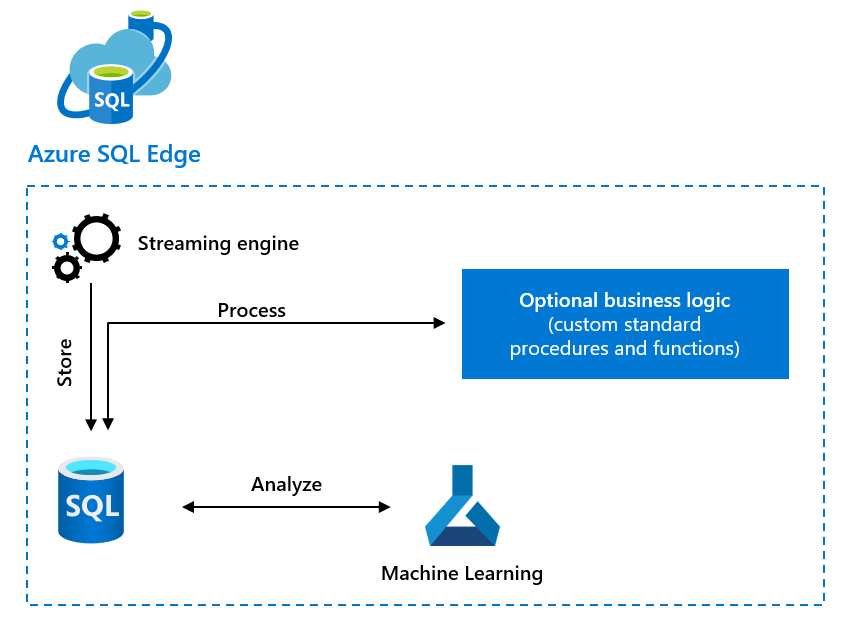 SQL
Azure SQL Edge
Streaming engine
Process
Optional business logic
(custom standard
procedures and functions)
Store
SQL
Analyze
Machine Learning